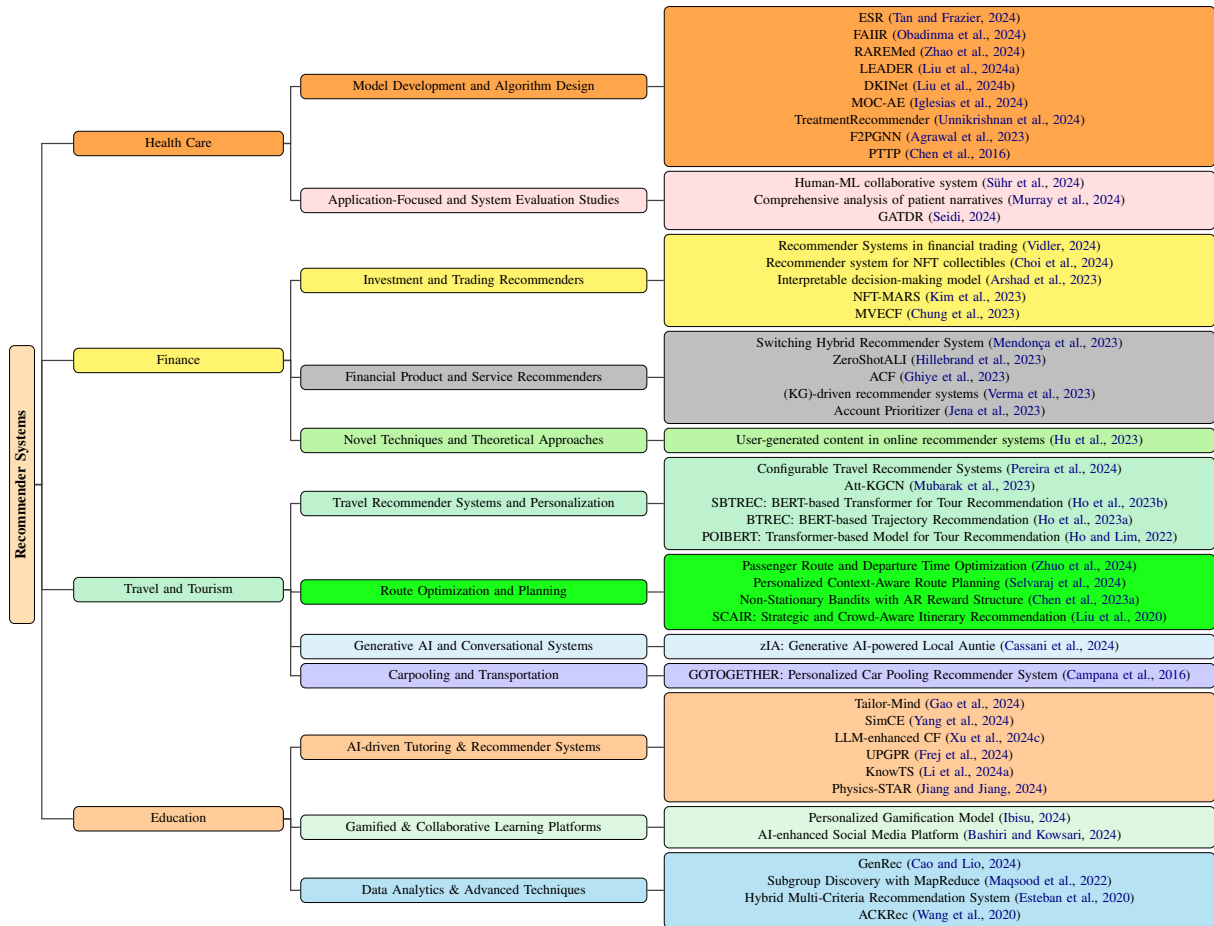 Recommender Systems
Health Care
Model Development and Algorithm Design
ESR (Tan and Frazier, 2024)
FAIIR (Obadinma et al., 2024)
RAREMed (Zhao et al., 2024)
LEADER (Liu et al., 2024a)
DKINet (Liu et al., 2024b)
MOC-AE (Iglesias et al., 2024)
TreatmentRecommender (Unnikrishnan et al., 2024)
F2PGNN (Agrawal et al., 2023)
PTTP (Chen et al., 2016)
Application-Focused and System Evaluation Studies
Human-ML collaborative system (Sühr et al., 2024)
Comprehensive analysis of patient narratives (Murray et al., 2024)
GATDR (Seidi, 2024)
Finance
Investment and Trading Recommenders
Recommender Systems in financial trading (Vidler, 2024)
Recommender system for NFT collectibles (Choi et al., 2024)
Interpretable decision-making model (Arshad et al., 2023)
NFT-MARS (Kim et al., 2023)
MVECF (Chung et al., 2023)
Financial Product and Service Recommenders
Switching Hybrid Recommender System (Mendonça et al., 2023)
ZeroShotALI (Hillebrand et al., 2023)
ACF (Ghiye et al., 2023)
(KG)-driven recommender systems (Verma et al., 2023)
Account Prioritizer (Jena et al., 2023)
Novel Techniques and Theoretical Approaches
User-generated content in online recommender systems (Hu et al., 2023)
Travel and Tourism
Travel Recommender Systems and Personalization
Configurable Travel Recommender Systems (Pereira et al., 2024)
Att-KGCN (Mubarak et al., 2023)
SBTREC: BERT-based Transformer for Tour Recommendation (Ho et al., 2023b)
BTREC: BERT-based Trajectory Recommendation (Ho et al., 2023a)
POIBERT: Transformer-based Model for Tour Recommendation (Ho and Lim, 2022)
Route Optimization and Planning
Passenger Route and Departure Time Optimization (Zhuo et al., 2024)
Personalized Context-Aware Route Planning (Selvaraj et al., 2024)
Non-Stationary Bandits with AR Reward Structure (Chen et al., 2023a)
SCAIR: Strategic and Crowd-Aware Itinerary Recommendation (Liu et al., 2020)
Generative AI and Conversational Systems
zIA: Generative AI-powered Local Auntie (Cassani et al., 2024)
Carpooling and Transportation
GOTOGETHER: Personalized Car Pooling Recommender System (Campana et al., 2016)
Education
AI-driven Tutoring & Recommender Systems
Tailor-Mind (Gao et al., 2024)
SimCE (Yang et al., 2024)
LLM-enhanced CF (Xu et al., 2024c)
UPGPR (Frej et al., 2024)
KnowTS (Li et al., 2024a)
Physics-STAR (Jiang and Jiang, 2024)
Gamified & Collaborative Learning Platforms
Personalized Gamification Model (Ibisu, 2024)
AI-enhanced Social Media Platform (Bashiri and Kowsari, 2024)
Data Analytics & Advanced Techniques
GenRec (Cao and Lio, 2024)
Subgroup Discovery with MapReduce (Maqsood et al., 2022)
Hybrid Multi-Criteria Recommendation System (Esteban et al., 2020)
ACKRec (Wang et al., 2020)